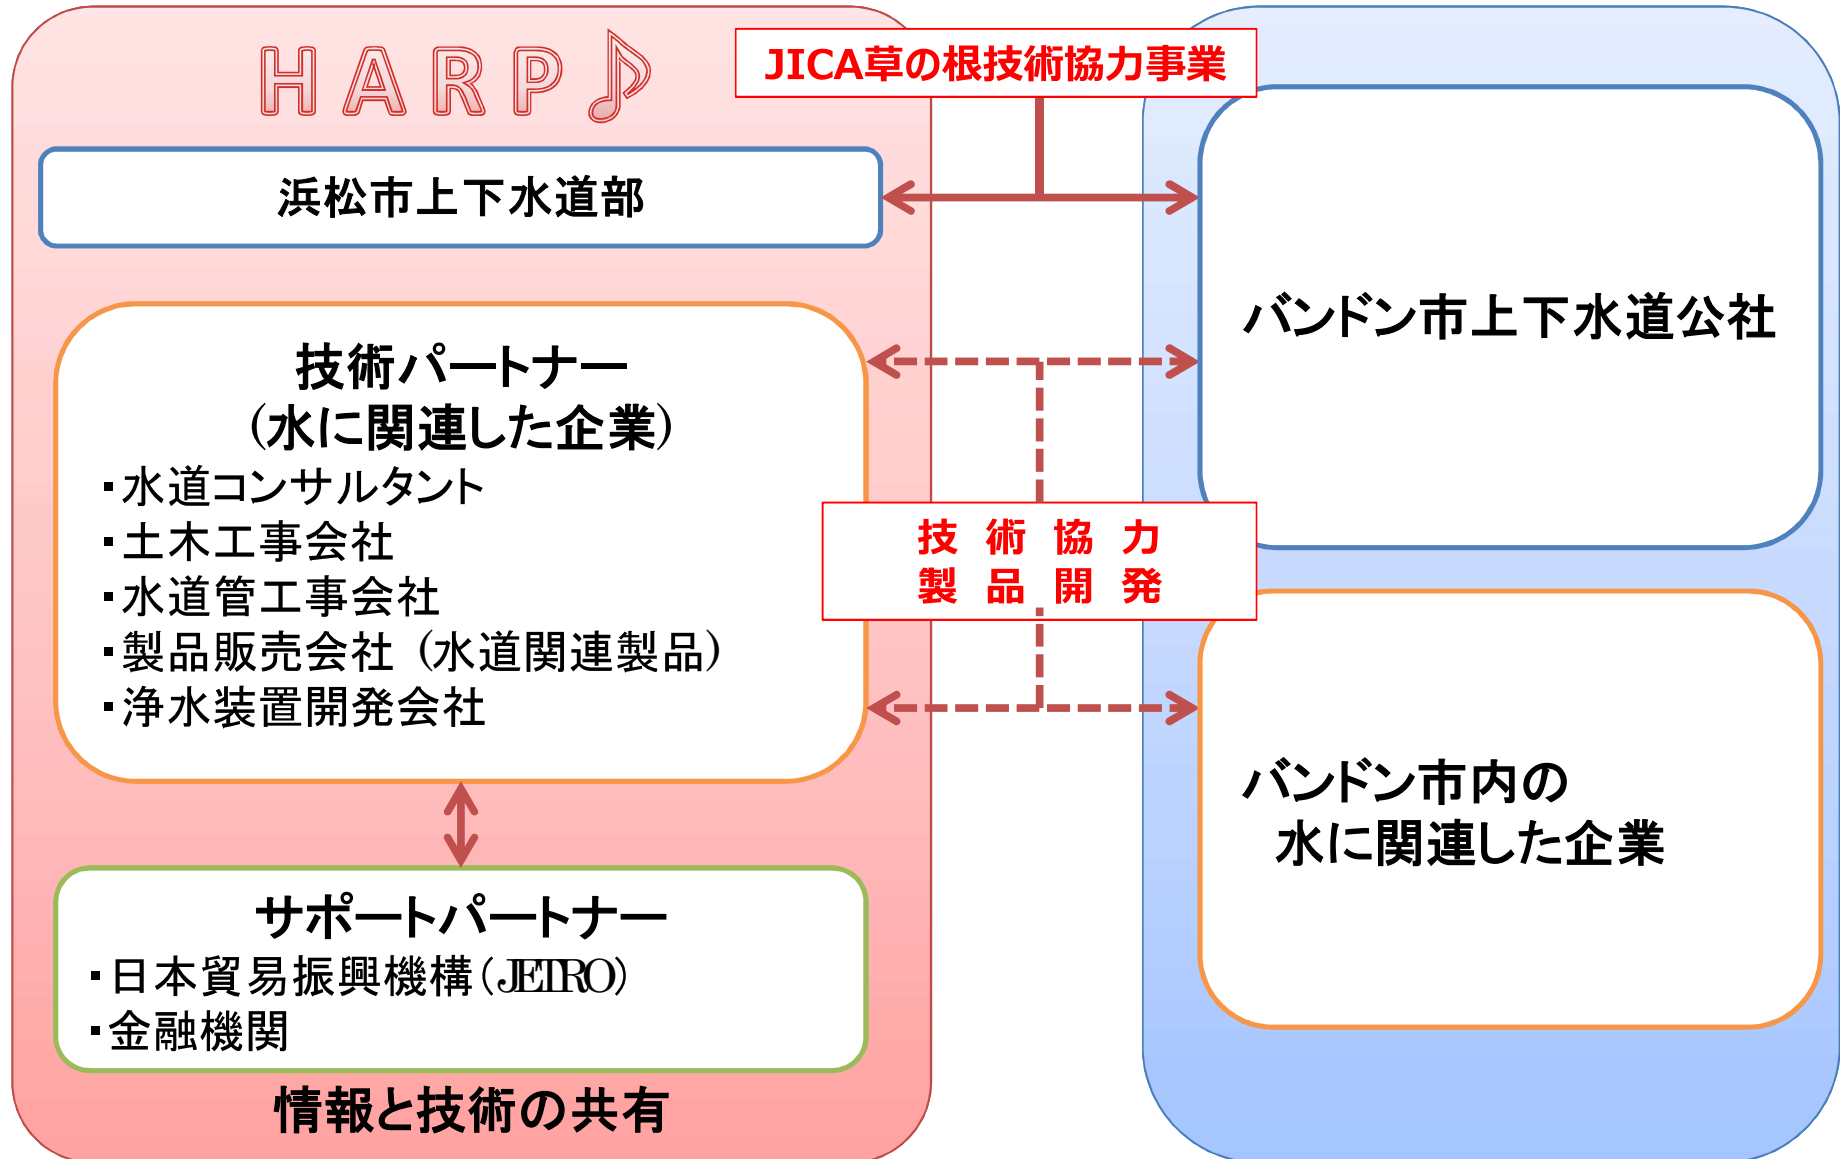 HARP♪
JICA草の根技術協力事業
浜松市上下水道部
技術パートナー
(水に関連した企業)
・水道コンサルタント
・土木工事会社
・水道管工事会社
・製品販売会社 (水道関連製品)
・浄水装置開発会社
サポートパートナー
・日本貿易振興機構(JETRO)
・金融機関
情報と技術の共有
技 術 協 力
製 品 開 発
バンドン市上下水道公社
バンドン市内の
水に関連した企業